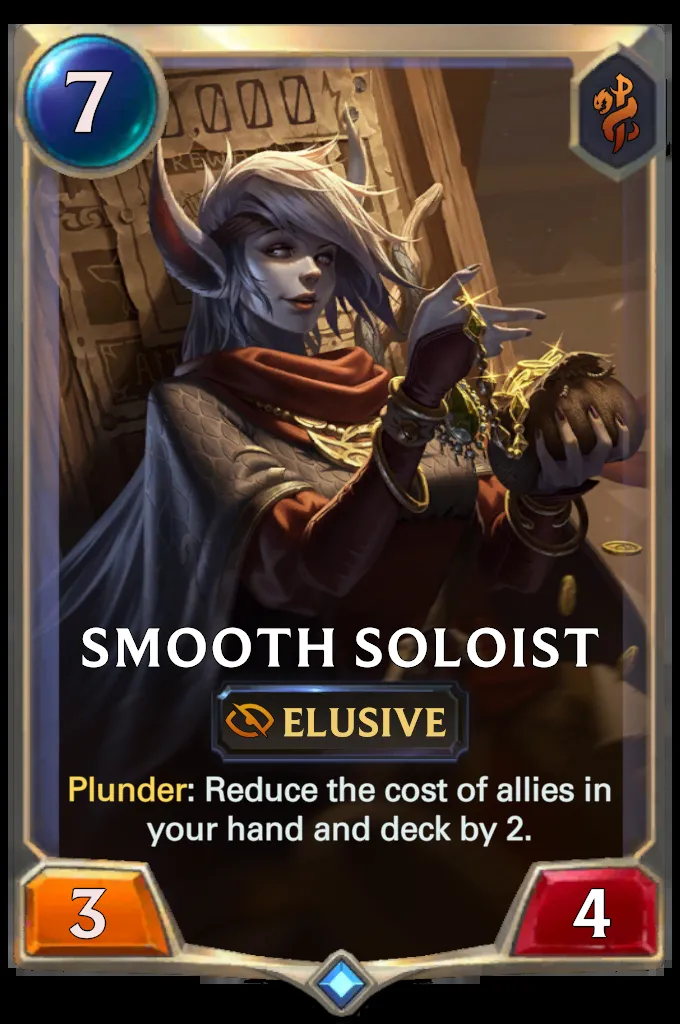 7
SMOOTH SOLOIST
ELUSIVE
Plunder: Reduce the cost of allies in
your hand and deck by 2.
3
4